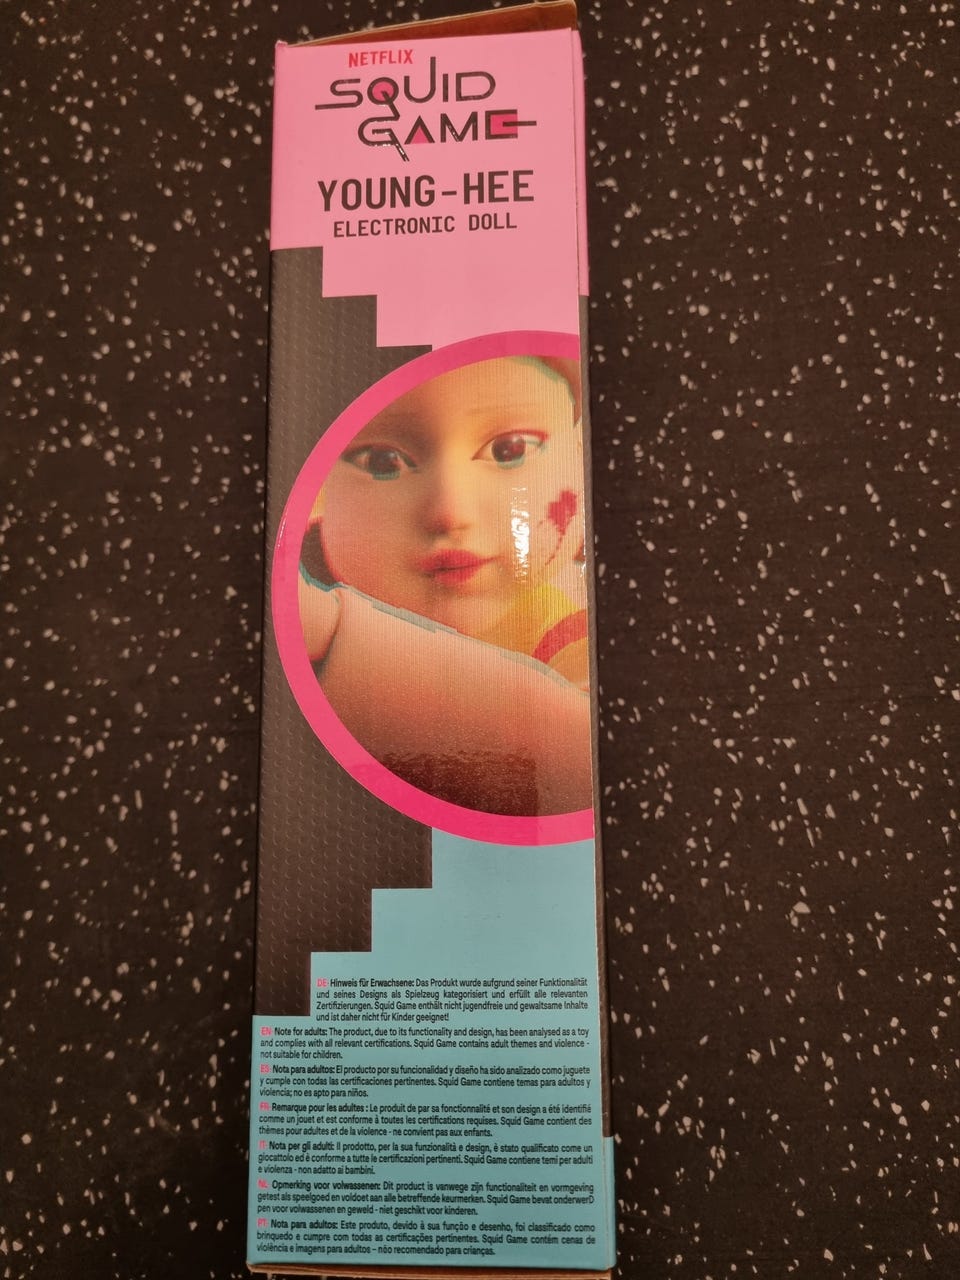 NETFLIX
SQUID
GAME
YOUNG-HEE
ELECTRONIC DOLL
DE Hinweis für Erwachsene: Das Produkt wurde aufgrund seiner Funktionalität
und seines Designs als Spielzeug kategorisiert und erfüllt alle relevanten
Zertifizierungen. Squid Game enthält nicht jugendfreie und gewaltsame Inhalte
und ist daher nicht für Kinder geeignet!
EN Note for adults: The product, due to its functionality and design, has been analysed as a toy
and complies with all relevant certifications. Squid Game contains adult themes and violence -
not suitable for children.
ES Nota para adultos: El producto por su funcionalidad y diseño ha sido analizado como juguete
y cumple con todas las certificaciones pertinentes. Squid Game contiene temas para adultos y
violencia; no es apto para niños.
FR Remarque pour les adultes : Le produit de par sa fonctionnalité et son design a été identifié
comme un jouet et est conforme à toutes les certifications requises. Squid Game contient des
thèmes pour adultes et de la violence - ne convient pas aux enfants.
IT Nota per gli adulti: Il prodotto, per la sua funzionalità e design, è stato qualificato come un
giocattolo ed è conforme a tutte le certificazioni pertinenti. Squid Game contiene temi per adulti
e violenza - non adatto ai bambini.
NL Opmerking voor volwassenen: Dit product is vanwege zijn functionaliteit en vormgeving
getest als speelgoed en voldoet aan alle betreffende keurmerken. Squid Game bevat onderwerD
pen voor volwassenen en geweld - niet geschikt voor kinderen.
PT Nota para adultos: Este produto, devido à sua função e desenho, foi classificado como
brinquedo e cumpre com todas as certificações pertinentes. Squid Game contém cenas de
violência e imagens para adultos – não recomendado para crianças.